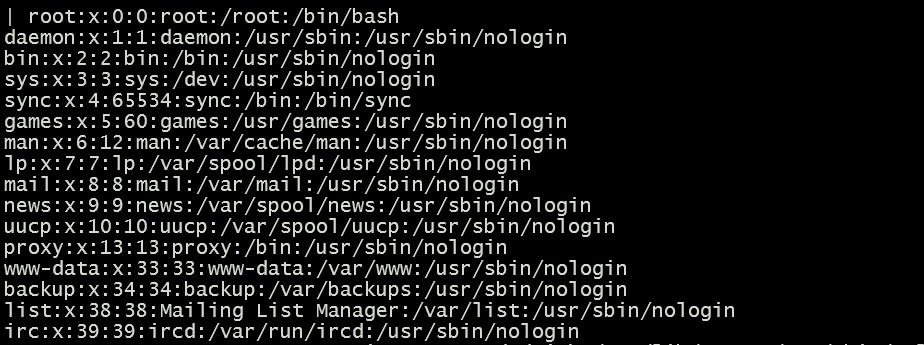 | root:x:0:0:root:/root:/bin/bash
daemon:x:1:1:daemon:/usr/sbin:/usr/sbin/nologin
bin:x:2:2:bin:/bin:/usr/sbin/nologin
sys:x:3:3:sys:/dev:/usr/sbin/nologin
sync:x:4:65534:sync:/bin:/bin/sync
games:x:5:60:games:/usr/games:/usr/sbin/nologin
man:x:6:12:man:/var/cache/man:/usr/sbin/nologin
lp:x:7:7:lp:/var/spool/lpd:/usr/sbin/nologin
mail:x:8:8:mail:/var/mail:/usr/sbin/nologin
news:x:9:9:news:/var/spool/news:/usr/sbin/nologin
uucp:x:10:10:uucp:/var/spool/uucp:/usr/sbin/nologin
proxy:x:13:13:proxy:/bin:/usr/sbin/nologin
www-data:x:33:33:www-data:/var/www:/usr/sbin/nologin
backup:x:34:34:backup:/var/backups:/usr/sbin/nologin
list:x:38:38:Mailing List Manager:/var/list:/usr/sbin/nologin
irc:x:39:39:ircd:/var/run/ircd:/usr/sbin/nologin